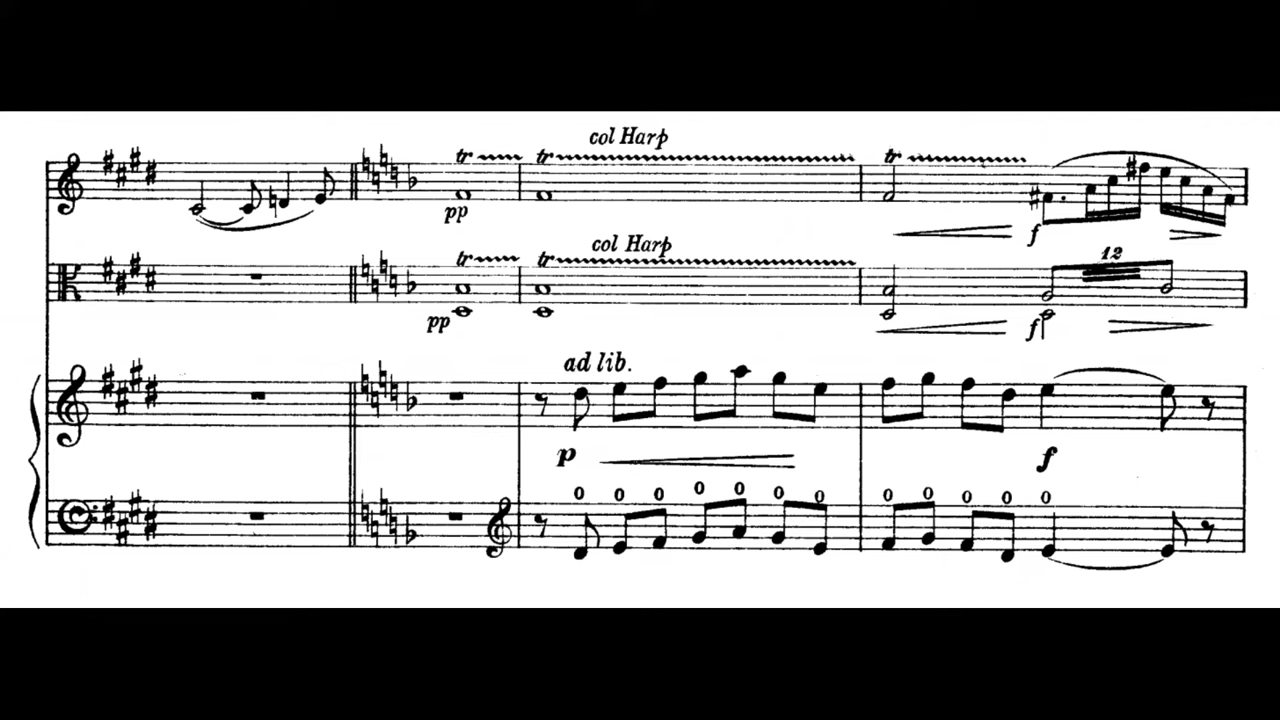 col Harp
tr tr tr
pp
f
col Harp
tr tr
12
pp
f
ad lib.
p
f
o o o o o o o o o o o o